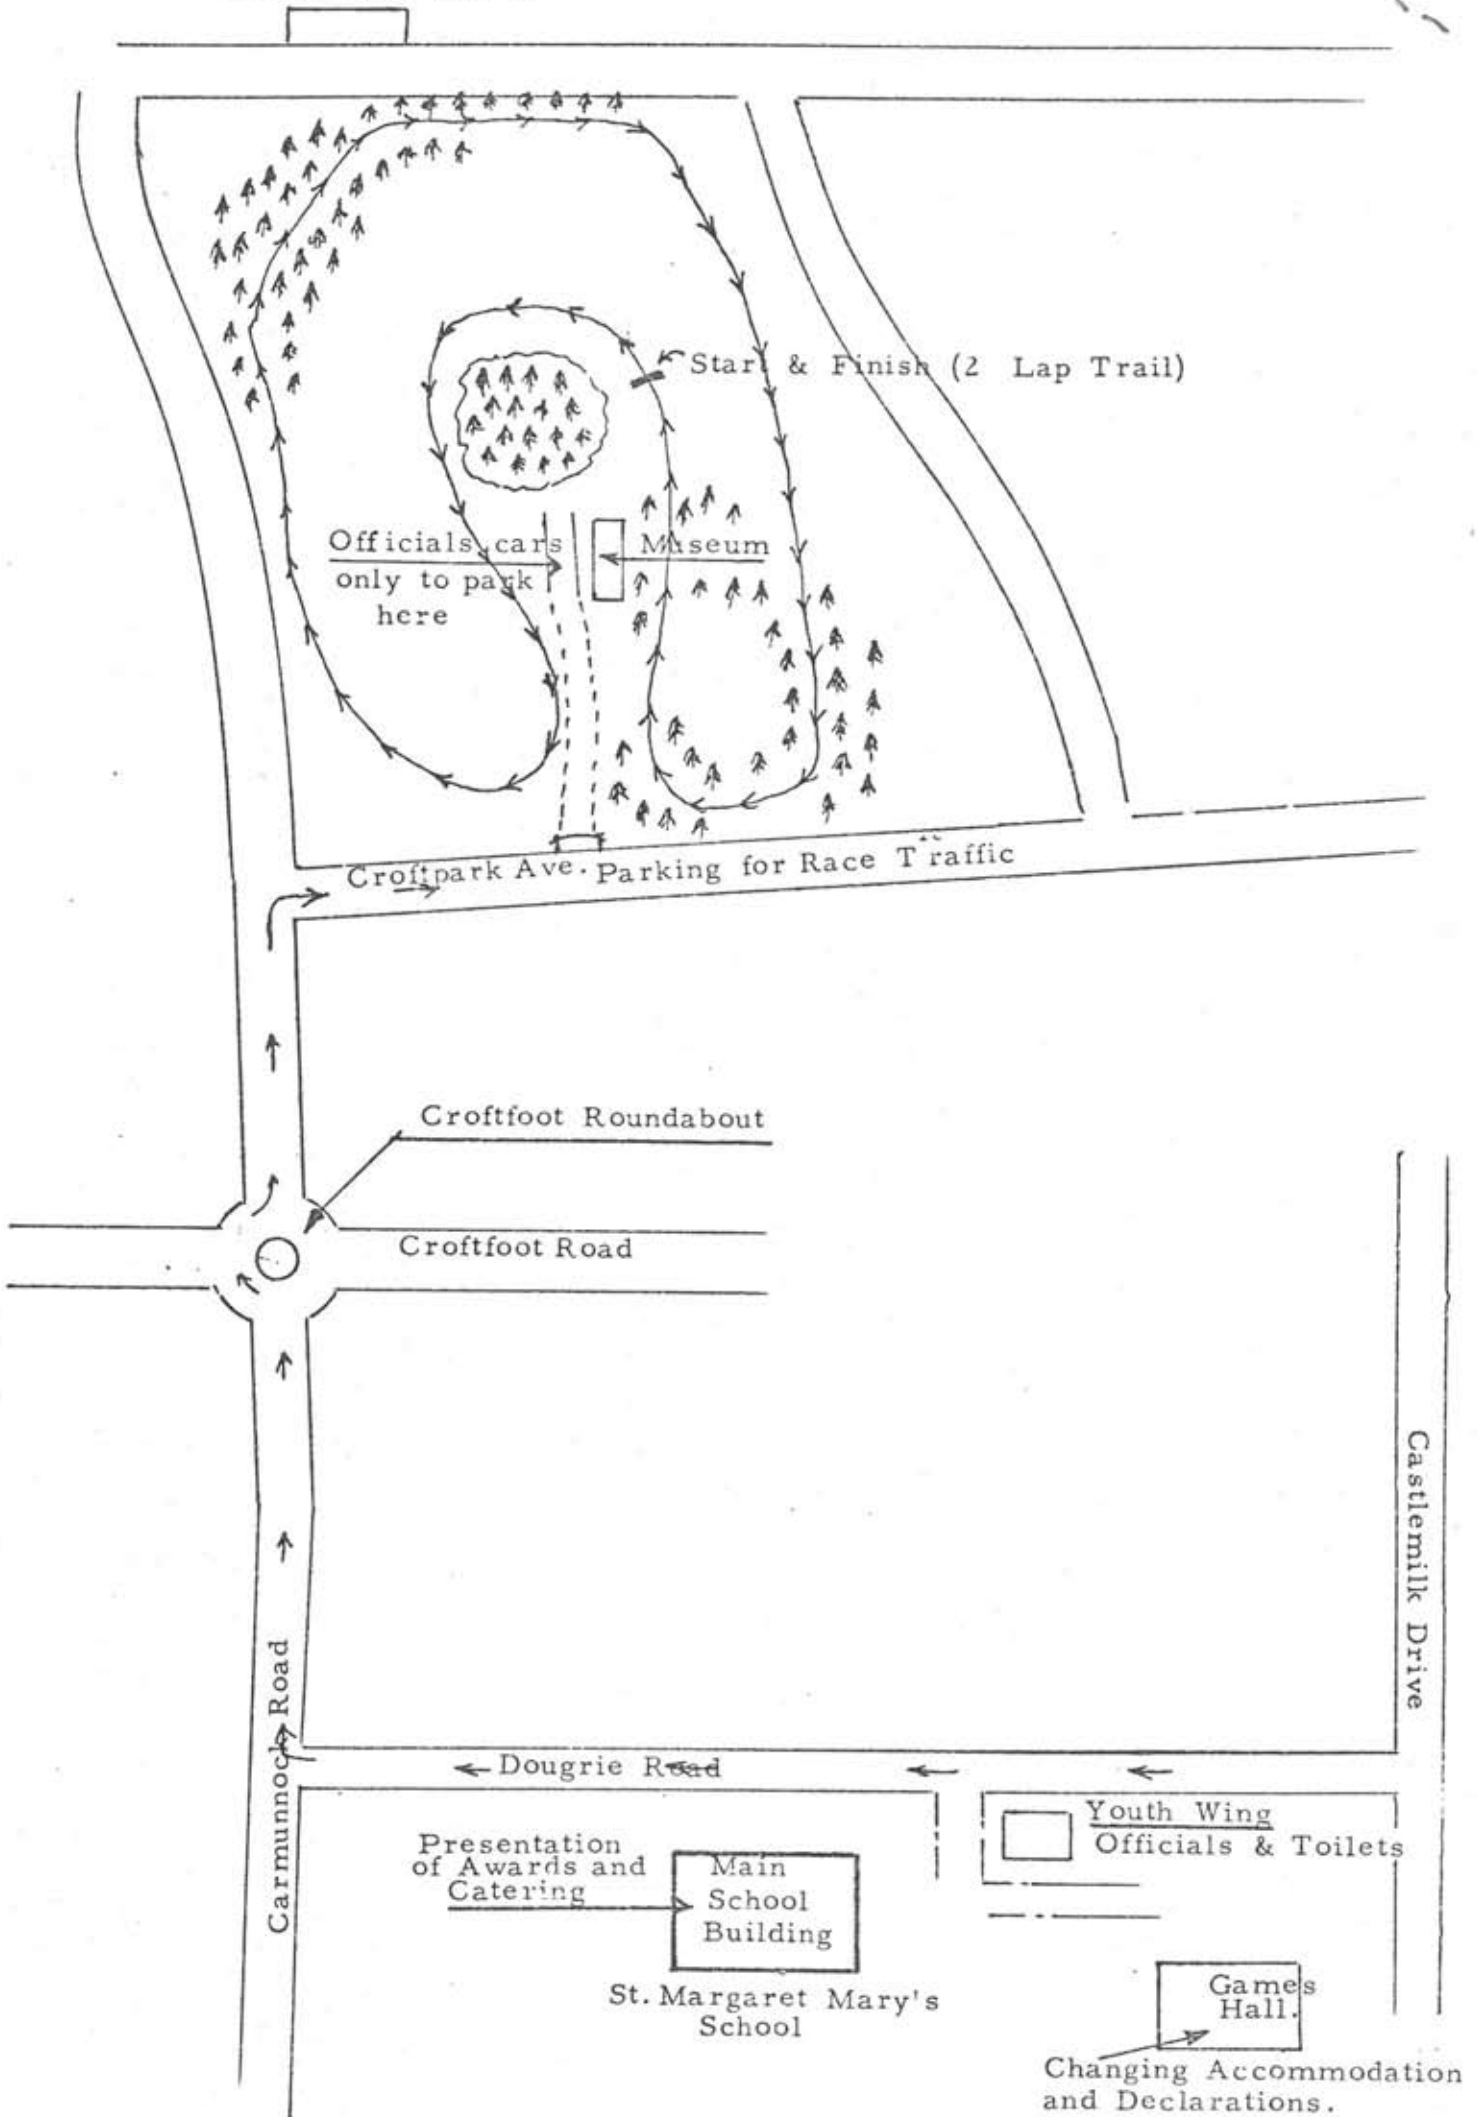 Start & Finish (2 Lap Trail)
Officials cars
only to park
here
Museum
Croftpark Ave. Parking for Race Traffic
Croftfoot Roundabout
Croftfoot Road
Castlemilk Drive
Carmunnock Road
Dougrie Road
Youth Wing
Officials & Toilets
Presentation
of Awards and
Catering
Main
School
Building
St. Margaret Mary's
School
Games
Hall.
Changing Accommodation
and Declarations.